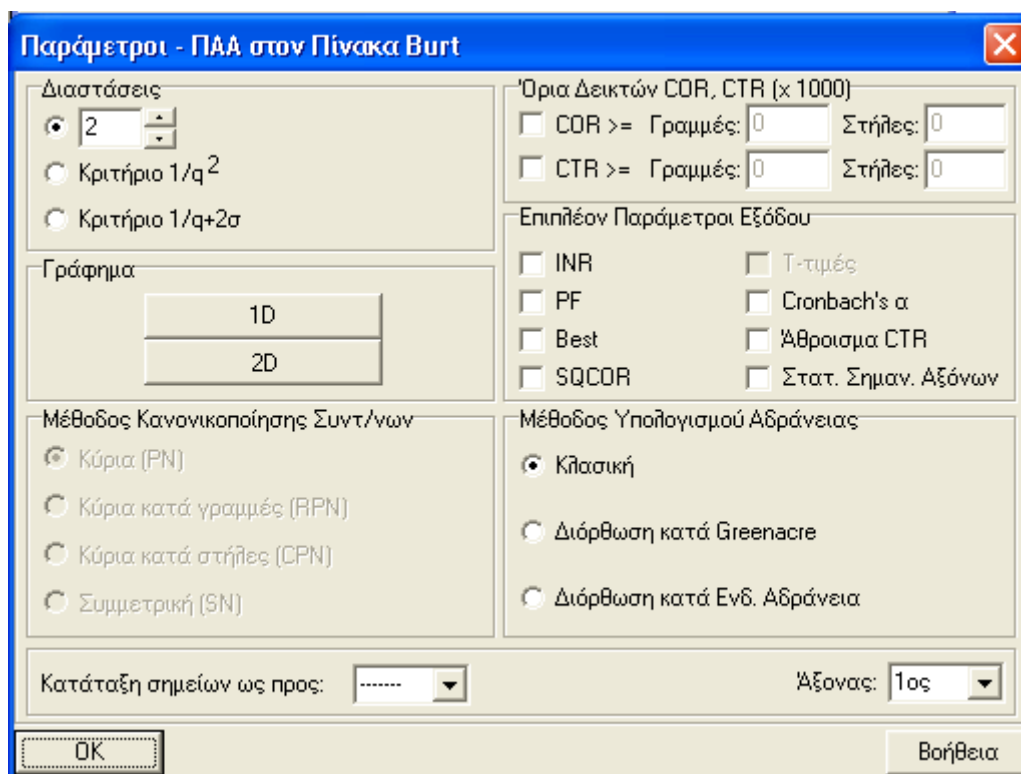 Παράμετροι - ΠΑΑ στον Πίνακα Burt
Διαστάσεις
2
Κριτήριο 1/q²
Κριτήριο 1/q+2σ
Όρια Δεικτών COR, CTR (x 1000)
COR >= Γραμμές: 0 Στήλες: 0
CTR >= Γραμμές: 0 Στήλες: 0
Γράφημα
1D
2D
Επιπλέον Παράμετροι Εξόδου
INR
T-τιμές
PF
Cronbach's α
Best
Άθροισμα CTR
SQCOR
Στατ. Σημαν. Αξόνων
Μέθοδος Κανονικοποίησης Συντ/νων
Κύρια (PN)
Κύρια κατά γραμμές (RPN)
Κύρια κατά στήλες (CPN)
Συμμετρική (SN)
Μέθοδος Υπολογισμού Αδράνειας
Κλασική
Διόρθωση κατά Greenacre
Διόρθωση κατά Ενδ. Αδράνεια
Κατάταξη σημείων ως προς: -------
Άξονας: 1ος
OK
Βοήθεια